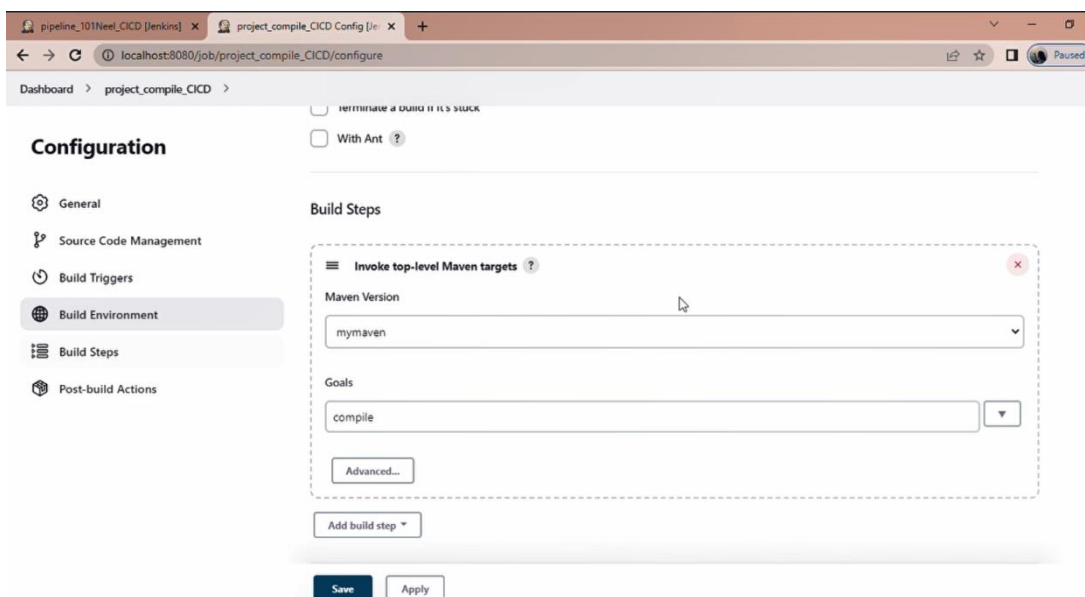 pipeline_101Neel_CICD [Jenkins]
project_compile_CICD Config [Je
localhost:8080/job/project_compile_CICD/configure
Paused
Dashboard > project_compile_CICD >
Terminate a build if it's stuck
With Ant ?
Configuration
General
Source Code Management
Build Triggers
Build Environment
Build Steps
Post-build Actions
Build Steps
Invoke top-level Maven targets ?
Maven Version
mymaven
Goals
compile
Advanced...
Add build step
Save Apply